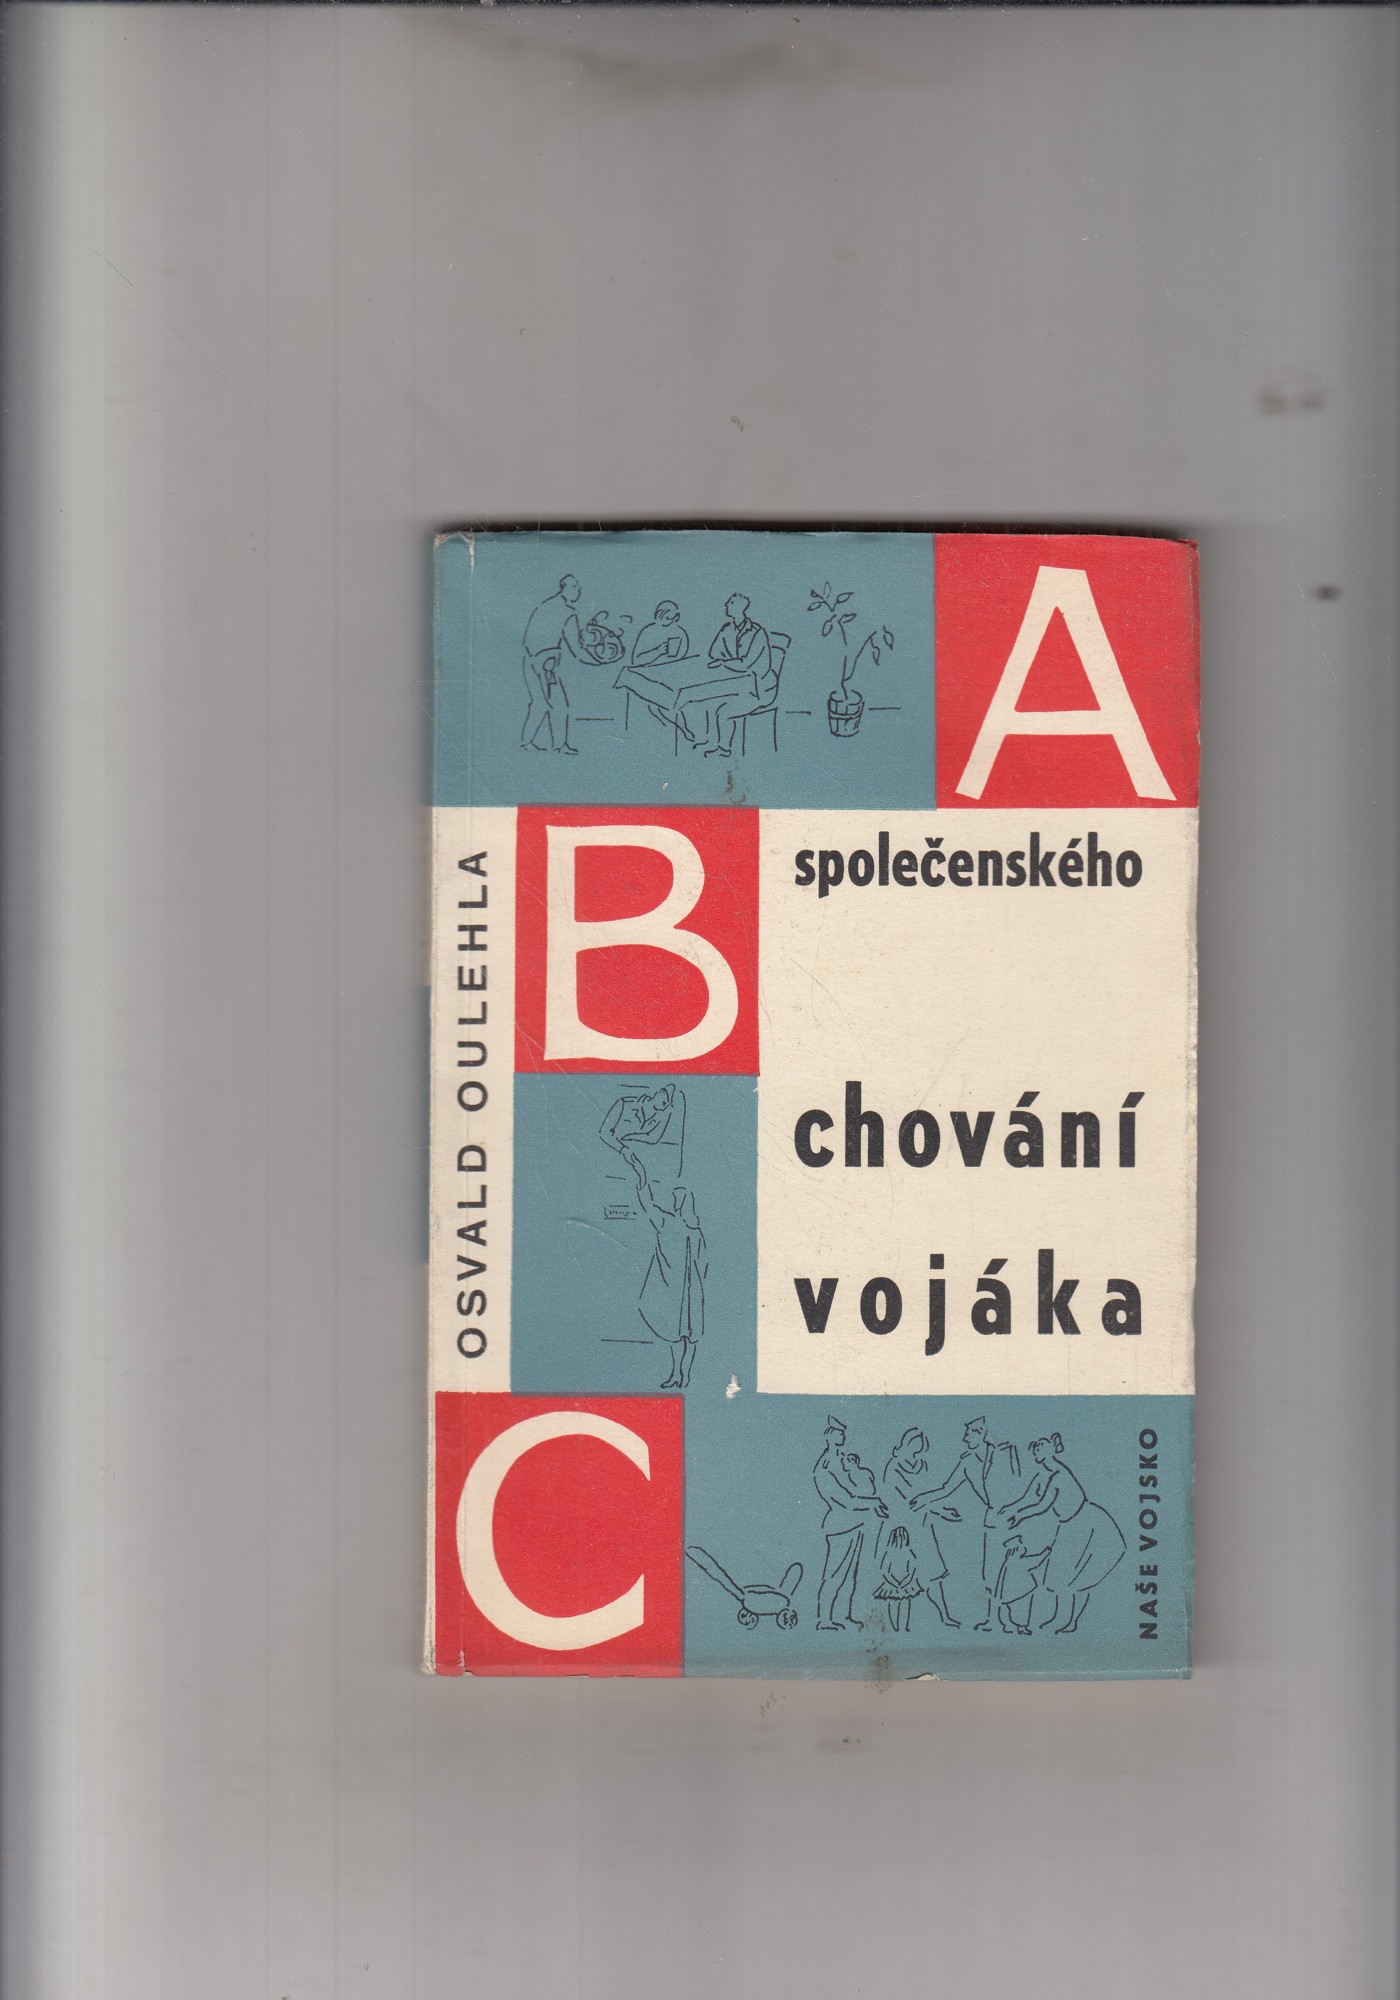 A
B
C
společenského
chování
vojáka
OSVALD OULEHLA
NAŠE VOJSKO